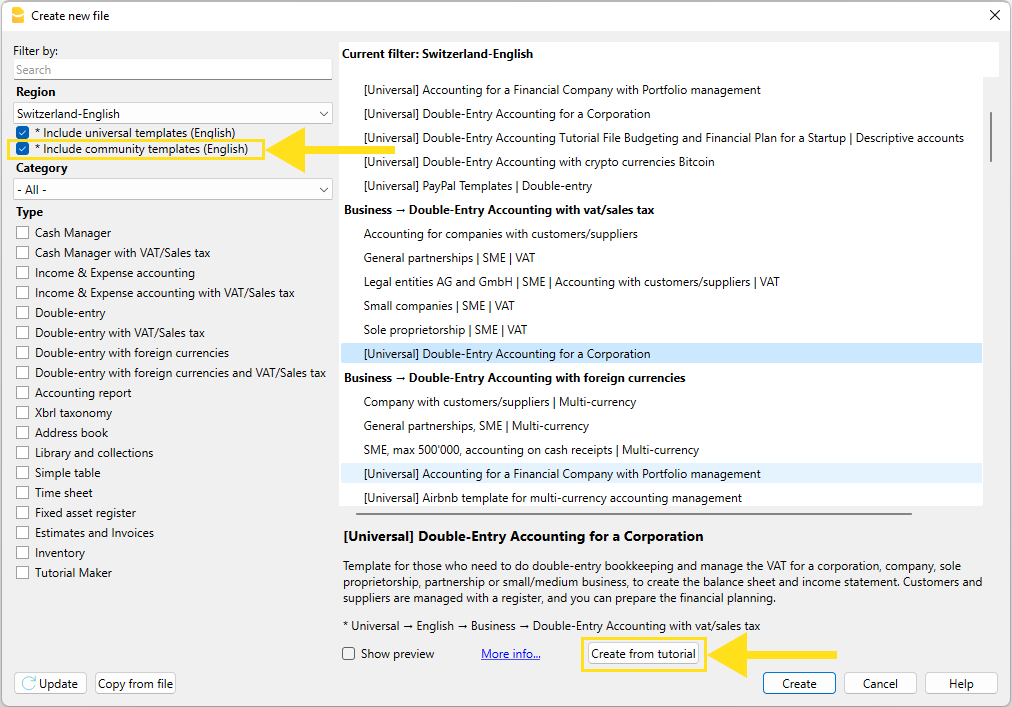 Create new file
Filter by:
Search
Region
Switzerland-English
* Include universal templates (English)
* Include community templates (English)
Category
- All -
Type
Cash Manager
Cash Manager with VAT/Sales tax
Income & Expense accounting
Income & Expense accounting with VAT/Sales tax
Double-entry
Double-entry with VAT/Sales tax
Double-entry with foreign currencies
Double-entry with foreign currencies and VAT/Sales tax
Accounting report
Xbrl taxonomy
Address book
Library and collections
Simple table
Time sheet
Fixed asset register
Estimates and Invoices
Inventory
Tutorial Maker
Current filter: Switzerland-English
[Universal] Accounting for a Financial Company with Portfolio management
[Universal] Double-Entry Accounting for a Corporation
[Universal] Double-Entry Accounting Tutorial File Budgeting and Financial Plan for a Startup | Descriptive accounts
[Universal] Double-Entry Accounting with crypto currencies Bitcoin
[Universal] PayPal Templates | Double-entry
Business → Double-Entry Accounting with vat/sales tax
Accounting for companies with customers/suppliers
General partnerships | SME | VAT
Legal entities AG and GmbH | SME | Accounting with customers/suppliers | VAT
Small companies | SME | VAT
Sole proprietorship | SME | VAT
[Universal] Double-Entry Accounting for a Corporation
Business → Double-Entry Accounting with foreign currencies
Company with customers/suppliers | Multi-currency
General partnerships, SME | Multi-currency
SME, max 500'000, accounting on cash receipts | Multi-currency
[Universal] Accounting for a Financial Company with Portfolio management
[Universal] Airbnb template for multi-currency accounting management
[Universal] Double-Entry Accounting for a Corporation
Template for those who need to do double-entry bookkeeping and manage the VAT for a corporation, company, sole
proprietorship, partnership or small/medium business, to create the balance sheet and income statement. Customers and
suppliers are managed with a register, and you can prepare the financial planning.
* Universal → English → Business → Double-Entry Accounting with vat/sales tax
Show preview
More info...
Create from tutorial
Update
Copy from file
Create
Cancel
Help